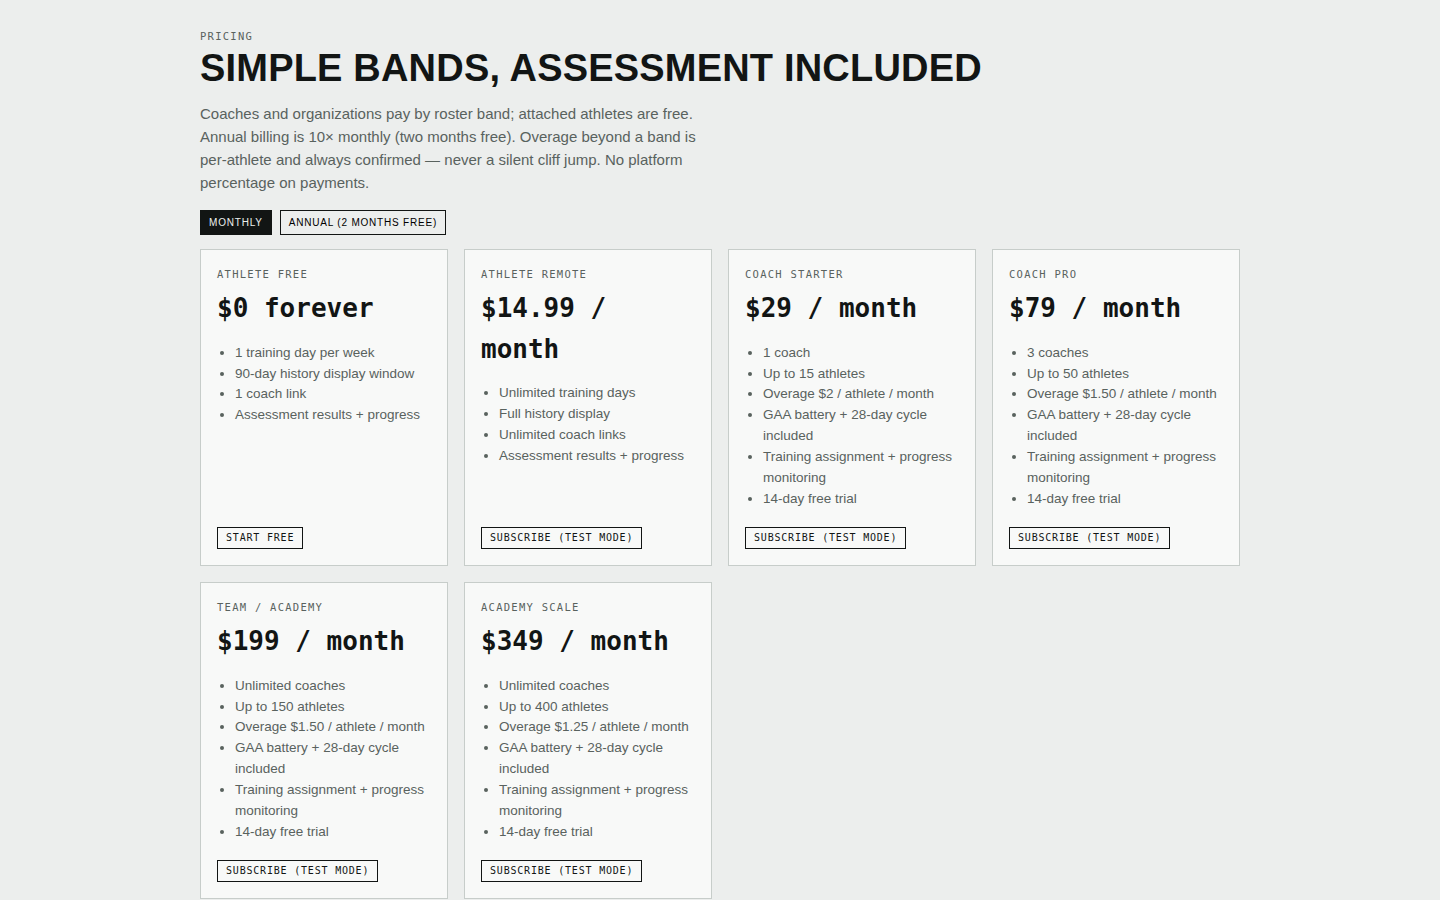 PRICING
SIMPLE BANDS, ASSESSMENT INCLUDED
Coaches and organizations pay by roster band; attached athletes are free.
Annual billing is 10× monthly (two months free). Overage beyond a band is
per-athlete and always confirmed — never a silent cliff jump. No platform
percentage on payments.
MONTHLY
ANNUAL (2 MONTHS FREE)
ATHLETE FREE
$0 forever
• 1 training day per week
• 90-day history display window
• 1 coach link
• Assessment results + progress
START FREE
ATHLETE REMOTE
$14.99 /
month
• Unlimited training days
• Full history display
• Unlimited coach links
• Assessment results + progress
SUBSCRIBE (TEST MODE)
COACH STARTER
$29 / month
• 1 coach
• Up to 15 athletes
• Overage $2 / athlete / month
• GAA battery + 28-day cycle
included
• Training assignment + progress
monitoring
• 14-day free trial
SUBSCRIBE (TEST MODE)
COACH PRO
$79 / month
• 3 coaches
• Up to 50 athletes
• Overage $1.50 / athlete / month
• GAA battery + 28-day cycle
included
• Training assignment + progress
monitoring
• 14-day free trial
SUBSCRIBE (TEST MODE)
TEAM / ACADEMY
$199 / month
• Unlimited coaches
• Up to 150 athletes
• Overage $1.50 / athlete / month
• GAA battery + 28-day cycle
included
• Training assignment + progress
monitoring
• 14-day free trial
SUBSCRIBE (TEST MODE)
ACADEMY SCALE
$349 / month
• Unlimited coaches
• Up to 400 athletes
• Overage $1.25 / athlete / month
• GAA battery + 28-day cycle
included
• Training assignment + progress
monitoring
• 14-day free trial
SUBSCRIBE (TEST MODE)